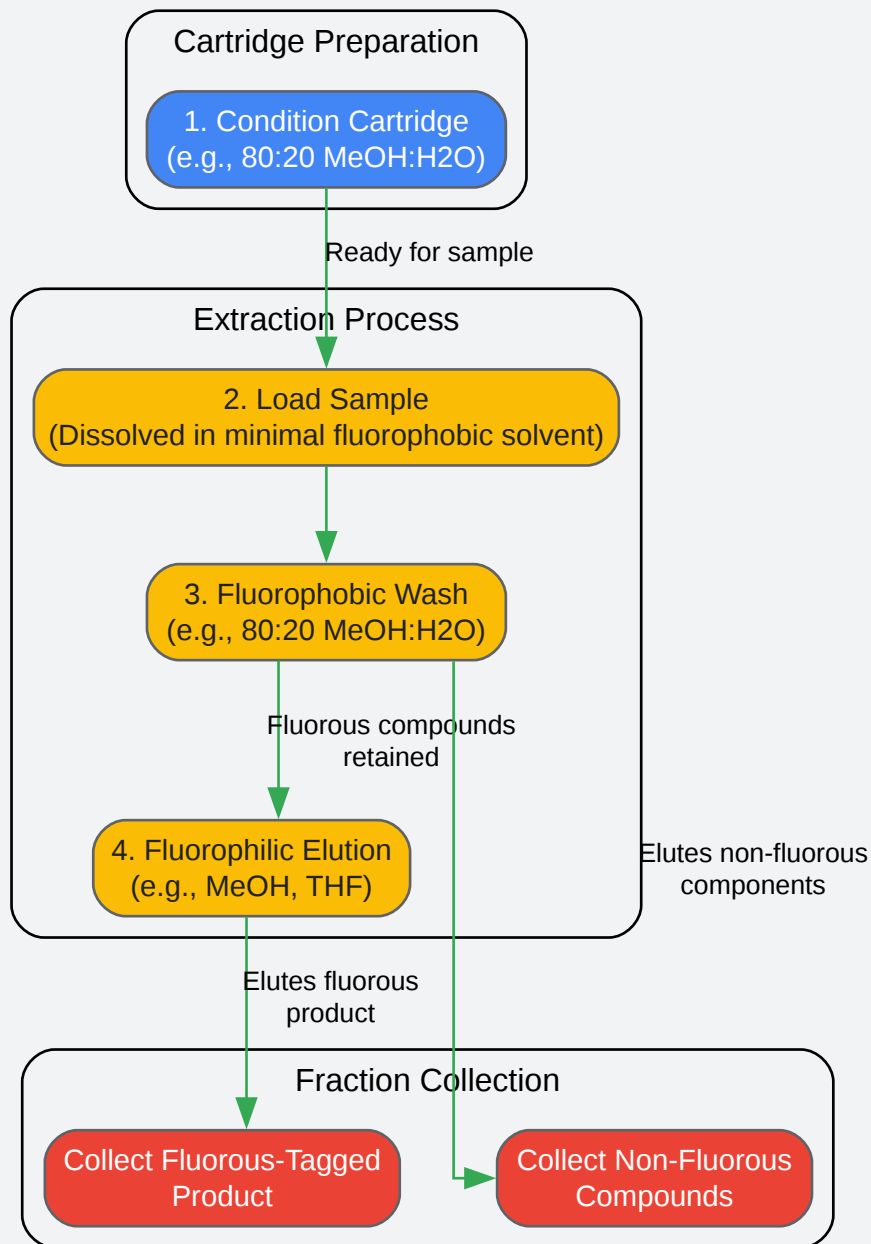 Cartridge Preparation
1. Condition Cartridge
(e.g., 80:20 MeOH:H2O)
Ready for sample
Extraction Process
2. Load Sample
(Dissolved in minimal fluorophobic solvent)
3. Fluorophobic Wash
(e.g., 80:20 MeOH:H2O)
Fluorous compounds
retained
4. Fluorophilic Elution
(e.g., MeOH, THF)
Elutes non-fluorous
components
Elutes fluorous
product
Fraction Collection
Collect Fluorous-Tagged
Product
Collect Non-Fluorous
Compounds